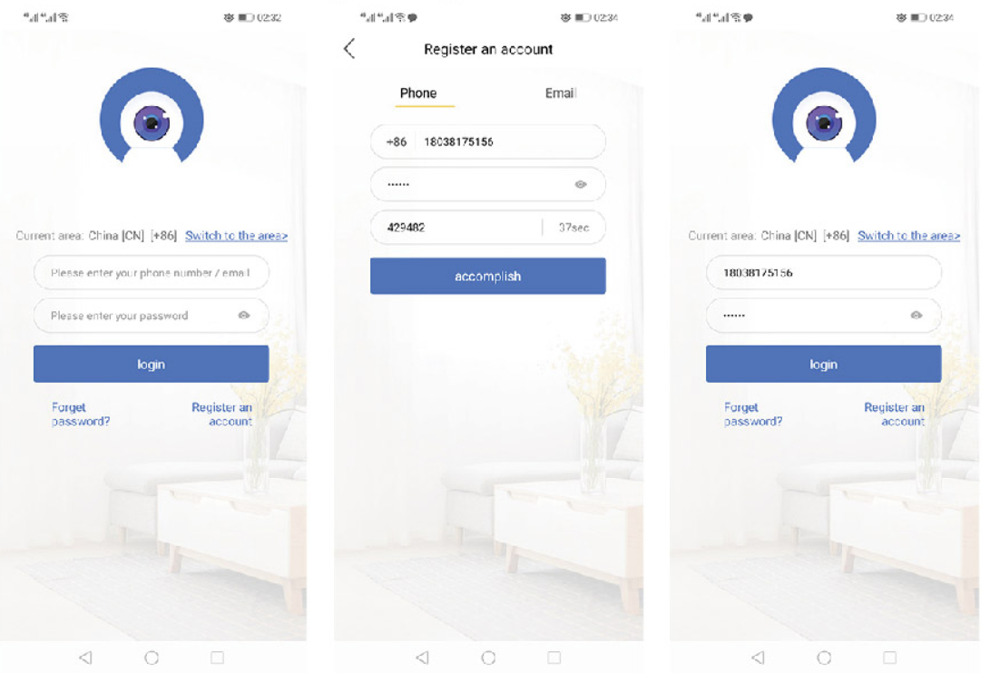 02:32
Current area: China [CN] [+86] Switch to the area>
Please enter your phone number / email
Please enter your password
login
Forget
password?
Register an
account
02:34
Register an account
Phone
Email
+86 18038175156
••••••
429482
37sec
accomplish
02:34
Current area: China [CN] [+86] Switch to the area>
18038175156
••••••
login
Forget
password?
Register an
account